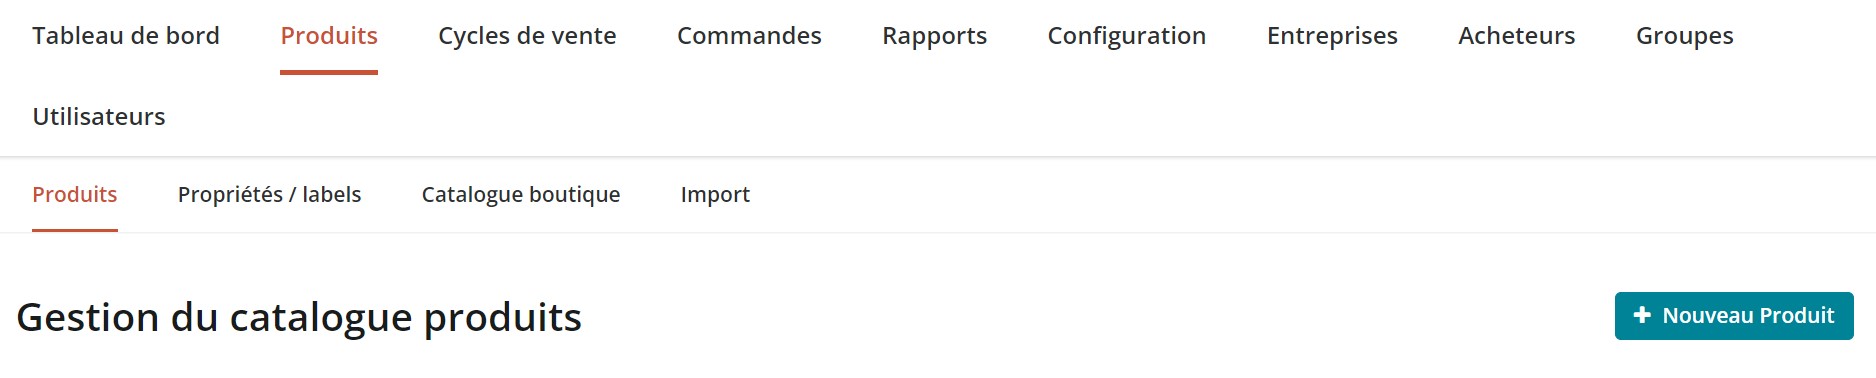 Tableau de bord Produits Cycles de vente Commandes Rapports Configuration Entreprises Acheteurs Groupes
Utilisateurs
Produits Propriétés / labels Catalogue boutique Import
Gestion du catalogue produits Nouveau Produit